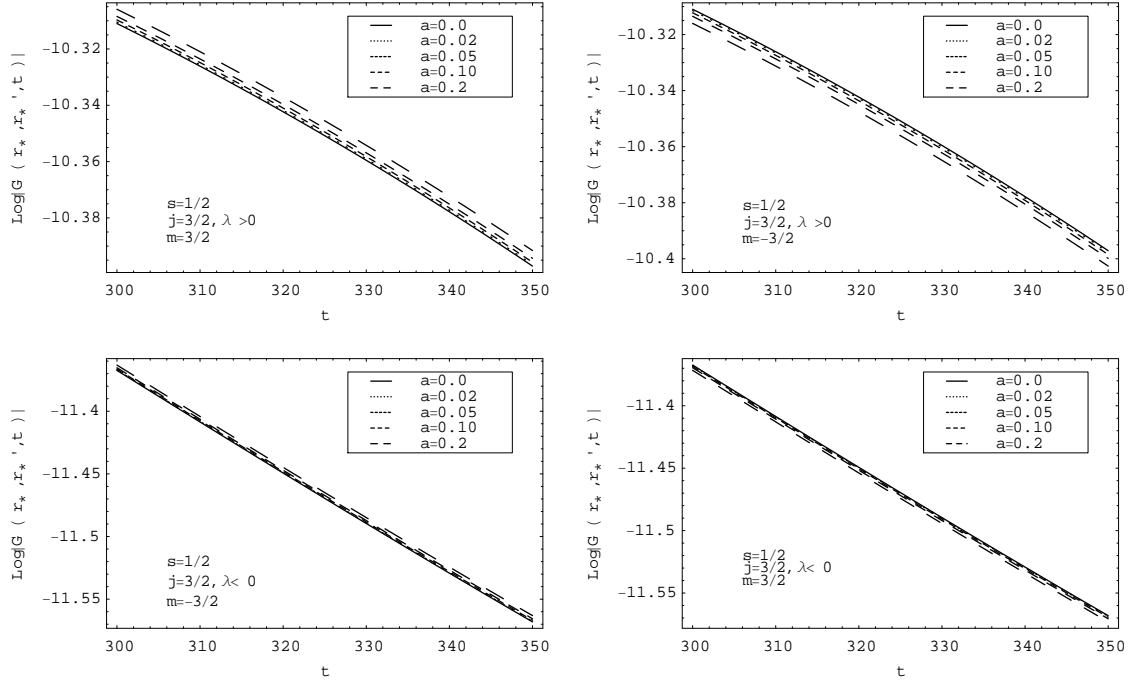 Log|G ( r* ,r* ',t )|
-10.32
-10.34
-10.36
-10.38
a=0.0
a=0.02
a=0.05
a=0.10
a=0.2
s=1/2
j=3/2, λ >0
m=3/2
300 310 320 330 340 350
t
Log|G ( r* ,r* ',t )|
-10.32
-10.34
-10.36
-10.38
-10.4
a=0.0
a=0.02
a=0.05
a=0.10
a=0.2
s=1/2
j=3/2, λ >0
m=-3/2
300 310 320 330 340 350
t
Log|G ( r* ,r* ',t )|
-11.4
-11.45
-11.5
-11.55
a=0.0
a=0.02
a=0.05
a=0.10
a=0.2
s=1/2
j=3/2, λ< 0
m=-3/2
300 310 320 330 340 350
t
Log|G ( r* ,r* ',t )|
-11.4
-11.45
-11.5
-11.55
a=0.0
a=0.02
a=0.05
a=0.10
a=0.2
s=1/2
j=3/2, λ< 0
m=3/2
300 310 320 330 340 350
t